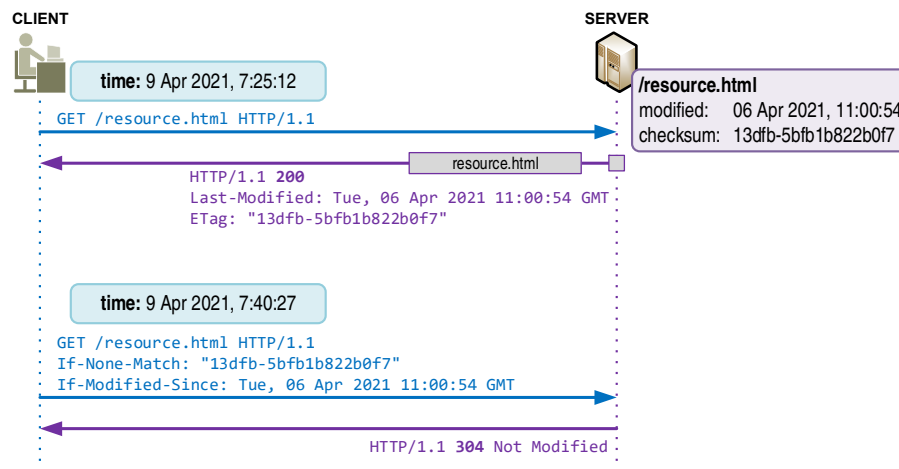 CLIENT
SERVER
time: 9 Apr 2021, 7:25:12
/resource.html
modified: 06 Apr 2021, 11:00:54
checksum: 13dfb-5bfb1b822b0f7
GET /resource.html HTTP/1.1
resource.html
HTTP/1.1 200
Last-Modified: Tue, 06 Apr 2021 11:00:54 GMT
ETag: "13dfb-5bfb1b822b0f7"
time: 9 Apr 2021, 7:40:27
GET /resource.html HTTP/1.1
If-None-Match: "13dfb-5bfb1b822b0f7"
If-Modified-Since: Tue, 06 Apr 2021 11:00:54 GMT
HTTP/1.1 304 Not Modified